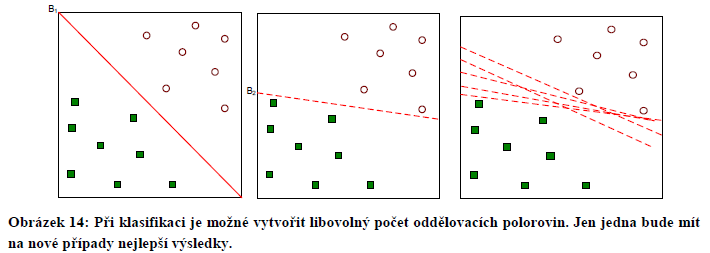 B1
B2
Obrázek 14: Při klasifikaci je možné vytvořit libovolný počet oddělovacích polorovin. Jen jedna bude mít
na nové případy nejlepší výsledky.